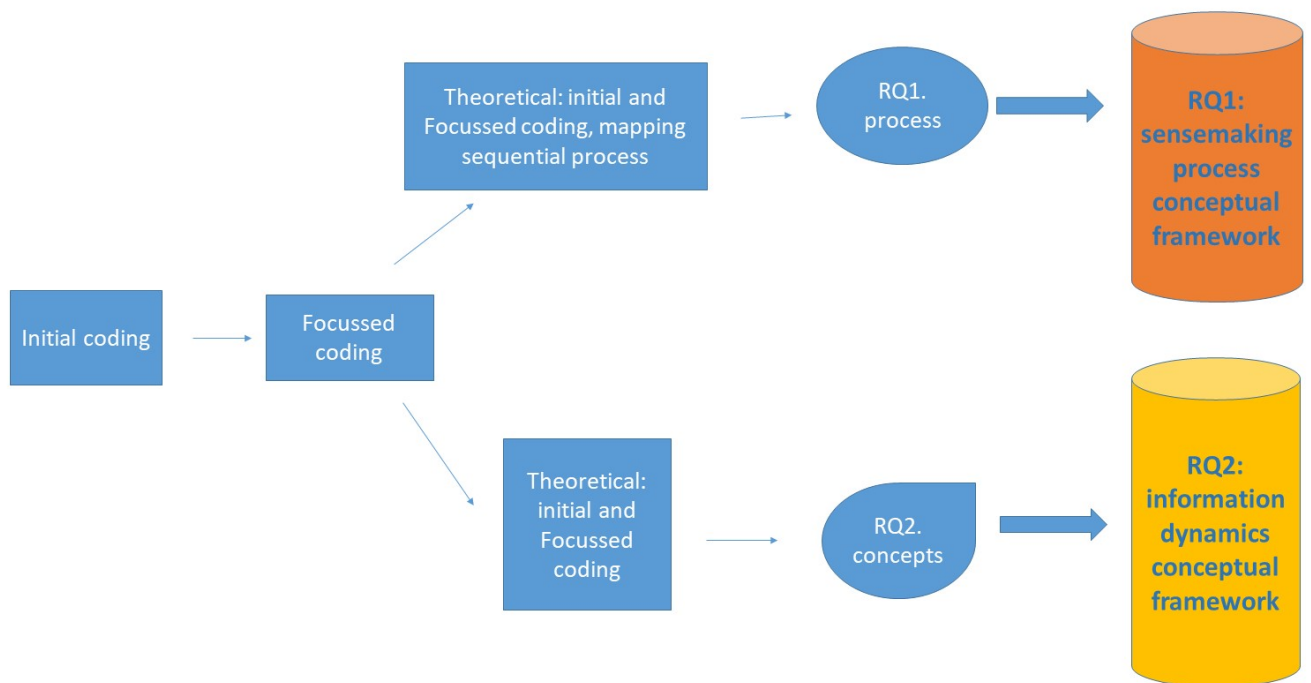 Theoretical: initial and
Focussed coding, mapping
sequential process
RQ1.
process
RQ1:
sensemaking
process
conceptual
framework
Initial coding
Focussed
coding
Theoretical:
initial and
Focussed
coding
RQ2.
concepts
RQ2:
information
dynamics
conceptual
framework